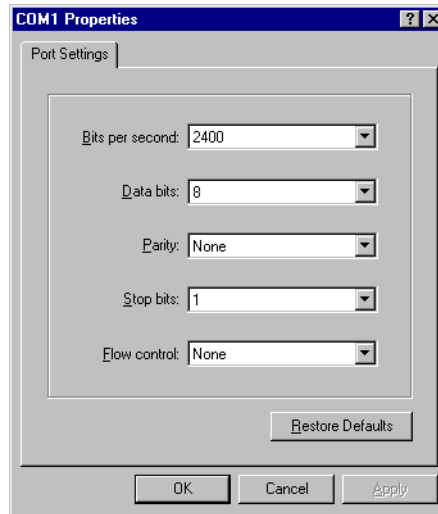 COM1 Properties
Port Settings
Bits per second: 2400
Data bits: 8
Parity: None
Stop bits: 1
Flow control: None
Restore Defaults
OK Cancel Apply